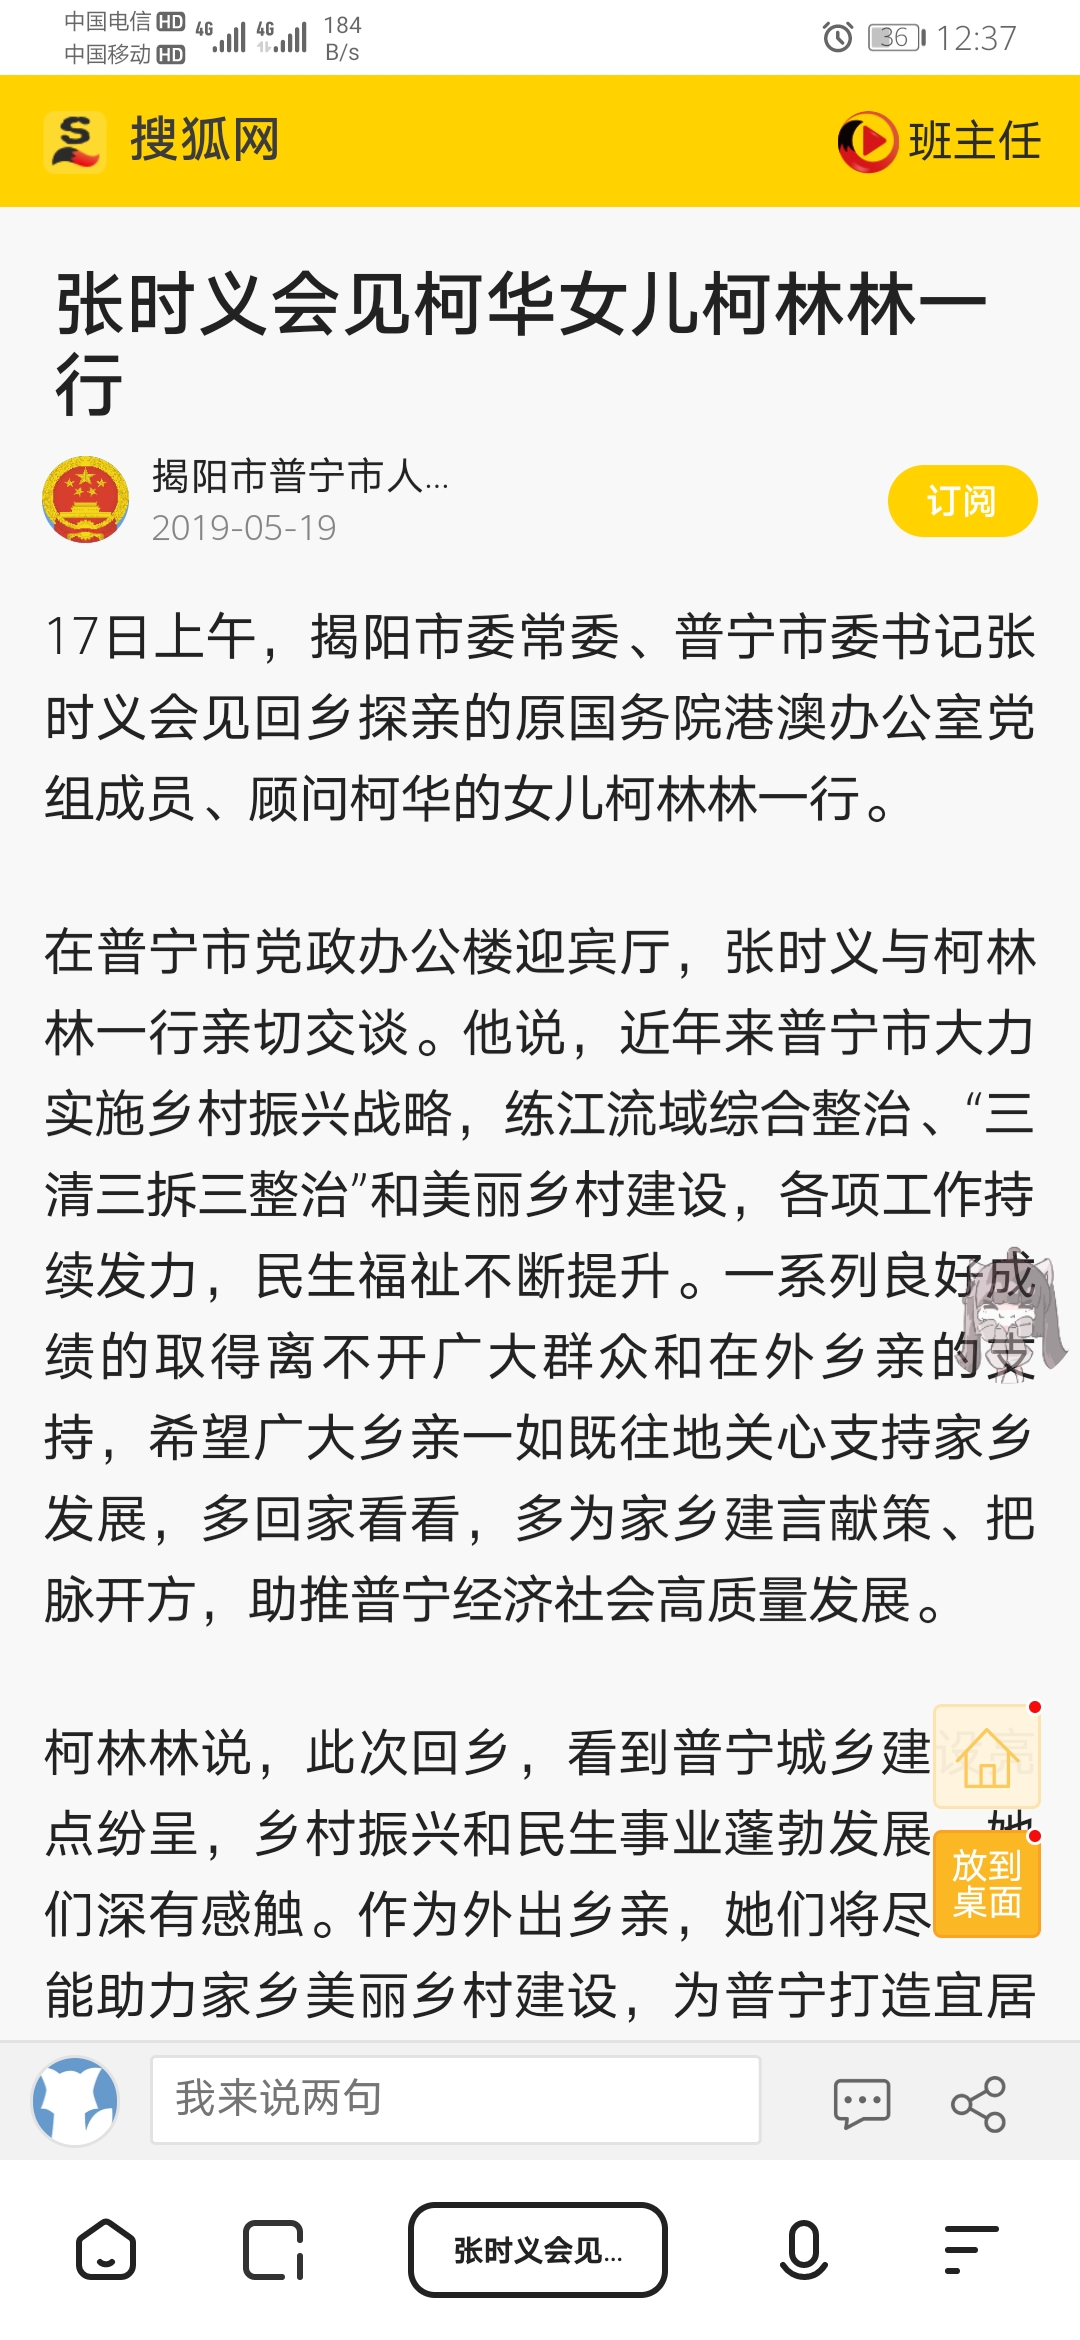 中国电信 HD 4G 4G 184 36 12:37
中国移动 HD B/s
搜狐网 班主任
张时义会见柯华女儿柯林林一
行
揭阳市普宁市人...
2019-05-19
订阅
17日上午，揭阳市委常委、普宁市委书记张
时义会见回乡探亲的原国务院港澳办公室党
组成员、顾问柯华的女儿柯林林一行。
在普宁市党政办公楼迎宾厅，张时义与柯林
林一行亲切交谈。他说，近年来普宁市大力
实施乡村振兴战略，练江流域综合整治、“三
清三拆三整治”和美丽乡村建设，各项工作持
续发力，民生福祉不断提升。一系列良好成
绩的取得离不开广大群众和在外乡亲的支
持，希望广大乡亲一如既往地关心支持家乡
发展，多回家看看，多为家乡建言献策、把
脉开方，助推普宁经济社会高质量发展。
柯林林说，此次回乡，看到普宁城乡建设亮
点纷呈，乡村振兴和民生事业蓬勃发展 她
们深有感触。作为外出乡亲，她们将尽
能助力家乡美丽乡村建设，为普宁打造宜居
放到
桌面
我来说两句
张时义会见...